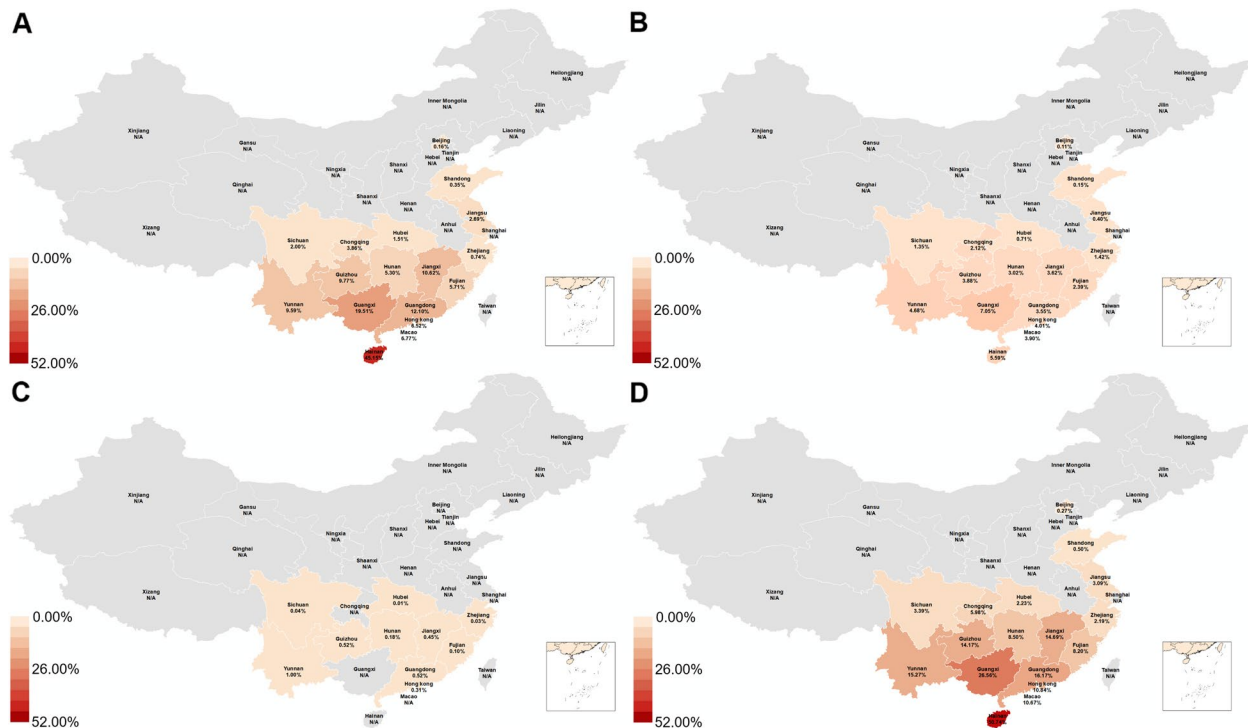 A
Heilongjiang
N/A
Inner Mongolia
N/A
Jilin
N/A
Liaoning
N/A
Xinjiang
N/A
Gansu
N/A
Beijing
0.16%
Tianjin
N/A
Hebei
N/A
Ningxia
N/A
Shanxi
N/A
Shandong
0.35%
Qinghai
N/A
Shaanxi
N/A
Henan
N/A
Jiangsu
2.69%
Xizang
N/A
Anhui
N/A
Shanghai
N/A
Hubei
1.51%
Sichuan
2.00%
Chongqing
3.86%
Zhejiang
0.74%
Guizhou
9.77%
Hunan
5.30%
Jiangxi
10.62%
Fujian
5.71%
Yunnan
9.59%
Guangxi
19.51%
Guangdong
12.10%
Hong kong
6.52%
Macao
6.77%
Taiwan
N/A
Hainan
0.00%
26.00%
52.00%
B
Heilongjiang
N/A
Inner Mongolia
N/A
Jilin
N/A
Liaoning
N/A
Xinjiang
N/A
Gansu
N/A
Beijing
0.11%
Tianjin
N/A
Hebei
N/A
Ningxia
N/A
Shanxi
N/A
Shandong
0.15%
Qinghai
N/A
Shaanxi
N/A
Henan
N/A
Jiangsu
0.40%
Xizang
N/A
Anhui
N/A
Shanghai
N/A
Hubei
0.71%
Sichuan
1.35%
Chongqing
2.12%
Zhejiang
1.42%
Guizhou
3.88%
Hunan
3.02%
Jiangxi
3.62%
Fujian
2.39%
Yunnan
4.68%
Guangxi
7.05%
Guangdong
3.55%
Hong kong
4.01%
Macao
3.90%
Taiwan
N/A
Hainan
5.59%
0.00%
26.00%
52.00%
C
Heilongjiang
N/A
Inner Mongolia
N/A
Jilin
N/A
Liaoning
N/A
Xinjiang
N/A
Gansu
N/A
Beijing
N/A
Tianjin
N/A
Hebei
N/A
Ningxia
N/A
Shanxi
N/A
Shandong
N/A
Qinghai
N/A
Shaanxi
N/A
Henan
N/A
Jiangsu
N/A
Xizang
N/A
Anhui
N/A
Shanghai
N/A
Hubei
0.01%
Sichuan
0.04%
Chongqing
N/A
Zhejiang
0.03%
Guizhou
0.52%
Hunan
0.19%
Jiangxi
0.45%
Fujian
0.10%
Yunnan
1.00%
Guangxi
N/A
Guangdong
0.52%
Hong kong
0.31%
Macao
N/A
Taiwan
N/A
Hainan
N/A
0.00%
26.00%
52.00%
D
Heilongjiang
N/A
Inner Mongolia
N/A
Jilin
N/A
Liaoning
N/A
Xinjiang
N/A
Gansu
N/A
Beijing
0.27%
Tianjin
N/A
Hebei
N/A
Ningxia
N/A
Shanxi
N/A
Shandong
0.50%
Qinghai
N/A
Shaanxi
N/A
Henan
N/A
Jiangsu
3.09%
Xizang
N/A
Anhui
N/A
Shanghai
N/A
Hubei
2.23%
Sichuan
3.39%
Chongqing
5.98%
Zhejiang
2.19%
Guizhou
14.17%
Hunan
8.50%
Jiangxi
14.69%
Fujian
8.20%
Yunnan
15.27%
Guangxi
26.56%
Guangdong
16.17%
Hong kong
10.84%
Macao
10.67%
Taiwan
N/A
Hainan
0.00%
26.00%
52.00%